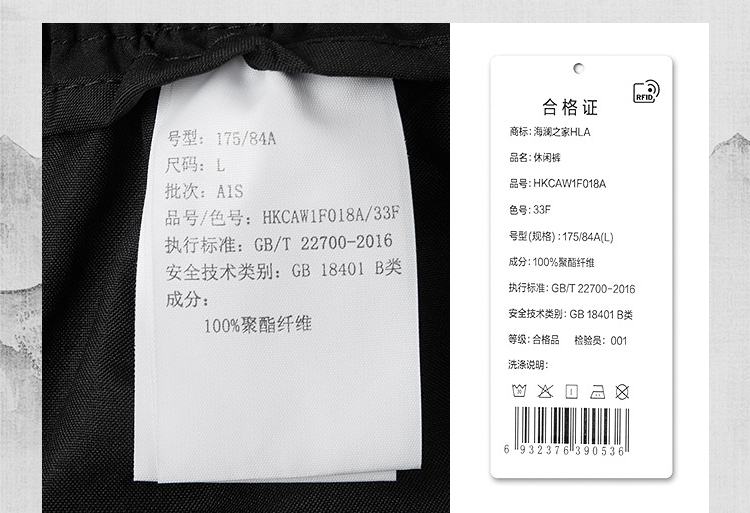 号型: 175/84A
尺码: L
批次: A1S
品号/色号: HKCAW1F018A/33F
执行标准: GB/T 22700-2016
安全技术类别: GB 18401 B类
成分:
100%聚酯纤维
RFID
合格证
商标: 海澜之家HLA
品名: 休闲裤
品号: HKCAW1F018A
色号: 33F
号型(规格) : 175/84A(L)
成分: 100%聚酯纤维
执行标准: GB/T 22700-2016
安全技术类别: GB 18401 B类
等级: 合格品 检验员: 001
洗涤说明:
6 932376 390536